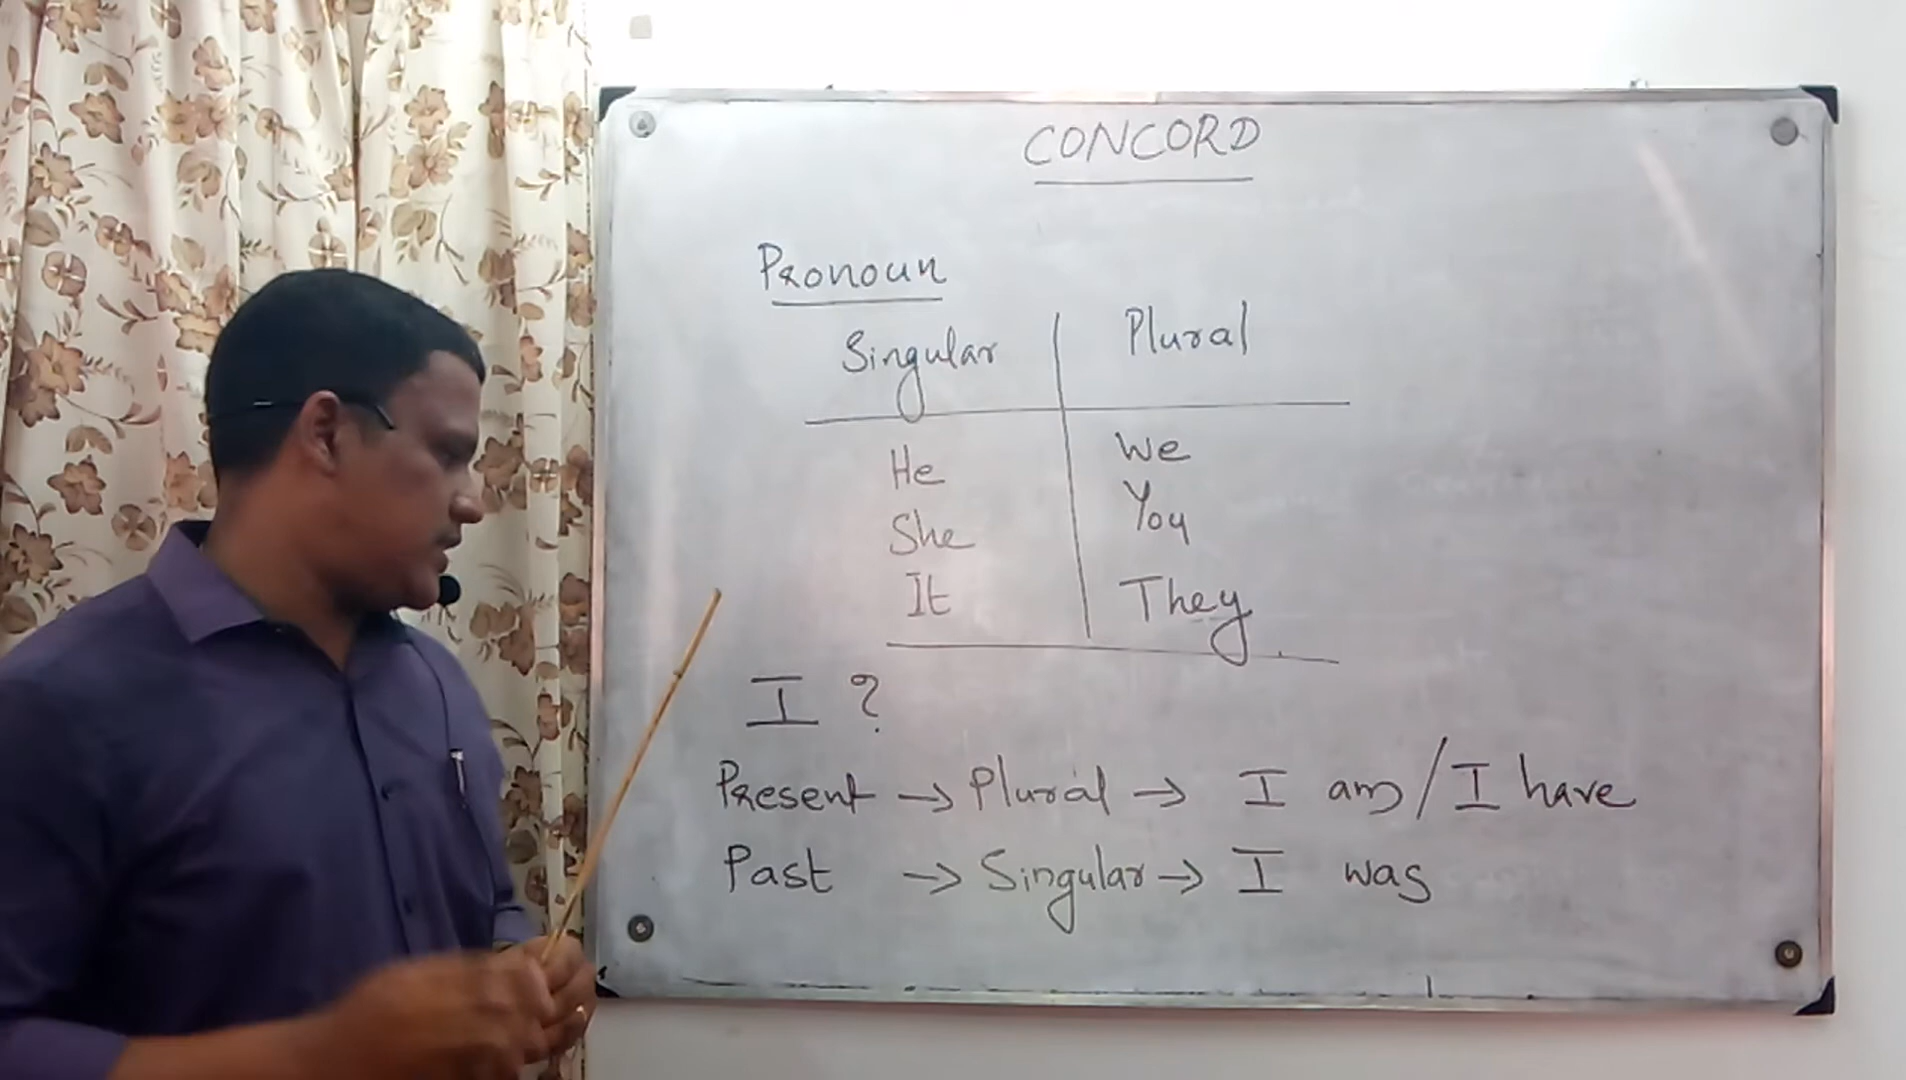 CONCORD
Pronoun
Singular Plural
He We
She You
It They
I ?
Present → Plural → I am / I have
Past → Singular → I was